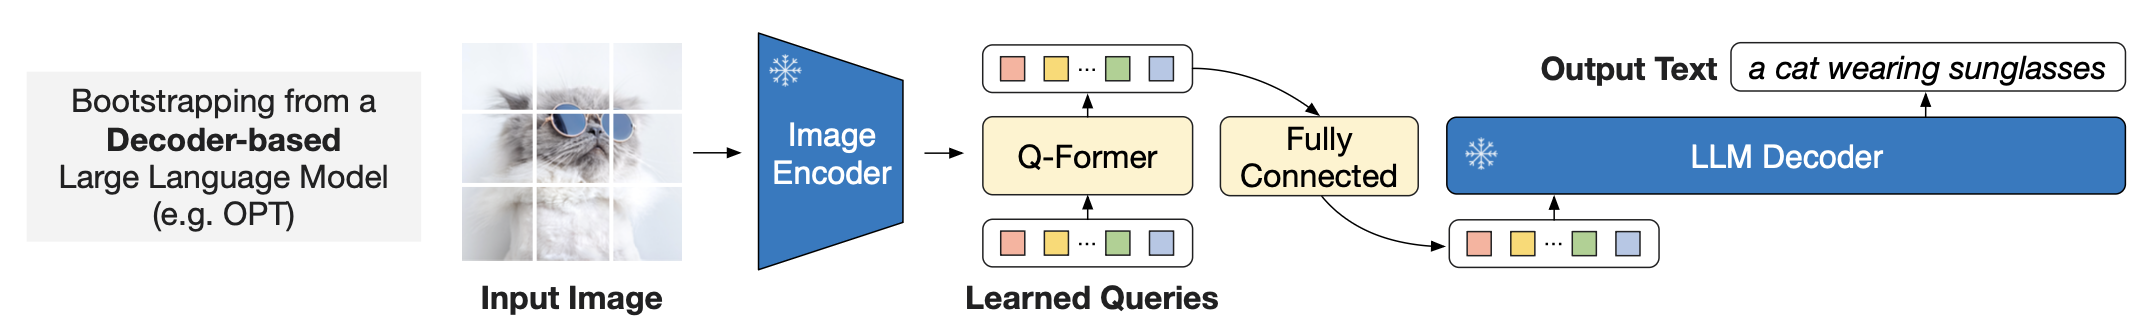 Bootstrapping from a
Decoder-based
Large Language Model
(e.g. OPT)
Input Image
Image
Encoder
Q-Former
Learned Queries
Fully
Connected
LLM Decoder
Output Text
a cat wearing sunglasses